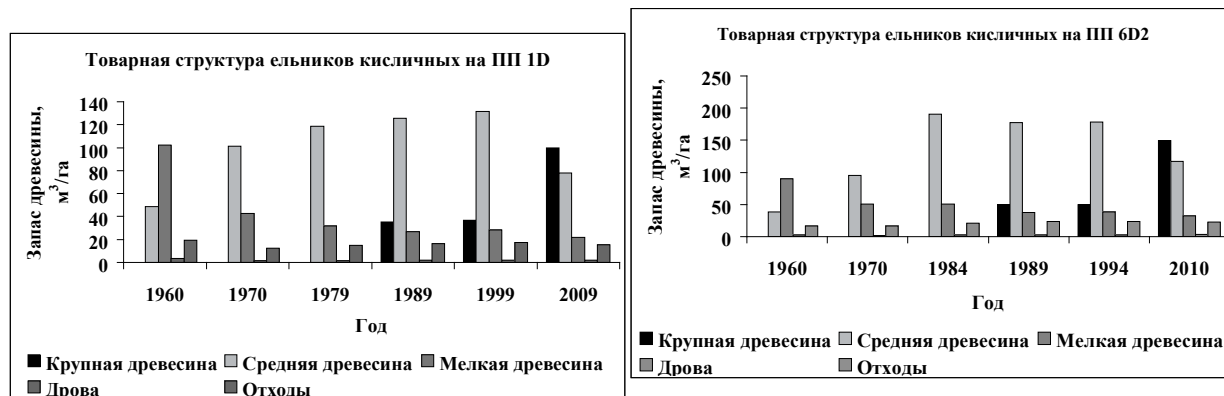 Товарная структура ельников кисличных на ПП 1D
Запас древесины,
м³/га
140
120
100
80
60
40
20
0
1960 1970 1979 1989 1999 2009
Год
Крупная древесина Средняя древесина Мелкая древесина
Дрова Отходы
Товарная структура ельников кисличных на ПП 6D2
Запас древесины,
м³/га
250
200
150
100
50
0
1960 1970 1984 1989 1994 2010
Год
Крупная древесина Средняя древесина Мелкая древесина
Дрова Отходы